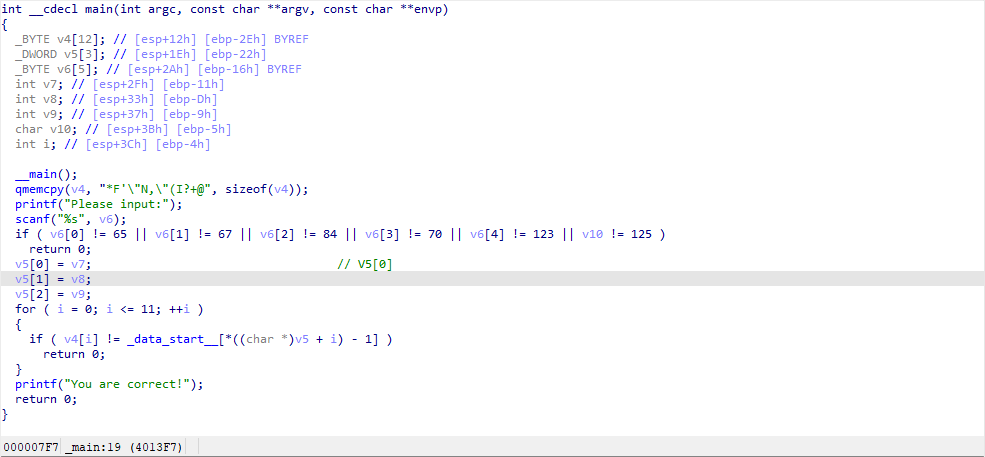 int __cdecl main(int argc, const char **argv, const char **envp)
{
  _BYTE v4[12]; // [esp+12h] [ebp-2Eh] BYREF
  _DWORD v5[3]; // [esp+1Eh] [ebp-22h]
  _BYTE v6[5]; // [esp+2Ah] [ebp-16h] BYREF
  int v7; // [esp+2Fh] [ebp-11h]
  int v8; // [esp+33h] [ebp-Dh]
  int v9; // [esp+37h] [ebp-9h]
  char v10; // [esp+3Bh] [ebp-5h]
  int i; // [esp+3Ch] [ebp-4h]

  __main();
  qmemcpy(v4, "*F'\"N,\"(I?+@", sizeof(v4));
  printf("Please input:");
  scanf("%s", v6);
  if ( v6[0] != 65 || v6[1] != 67 || v6[2] != 84 || v6[3] != 70 || v6[4] != 123 || v10 != 125 )
    return 0;
  v5[0] = v7;                                   // V5[0]
  v5[1] = v8;
  v5[2] = v9;
  for ( i = 0; i <= 11; ++i )
  {
    if ( v4[i] != _data_start__[*((char *)v5 + i) - 1] )
      return 0;
  }
  printf("You are correct!");
  return 0;
}
000007F7 _main:19 (4013F7)